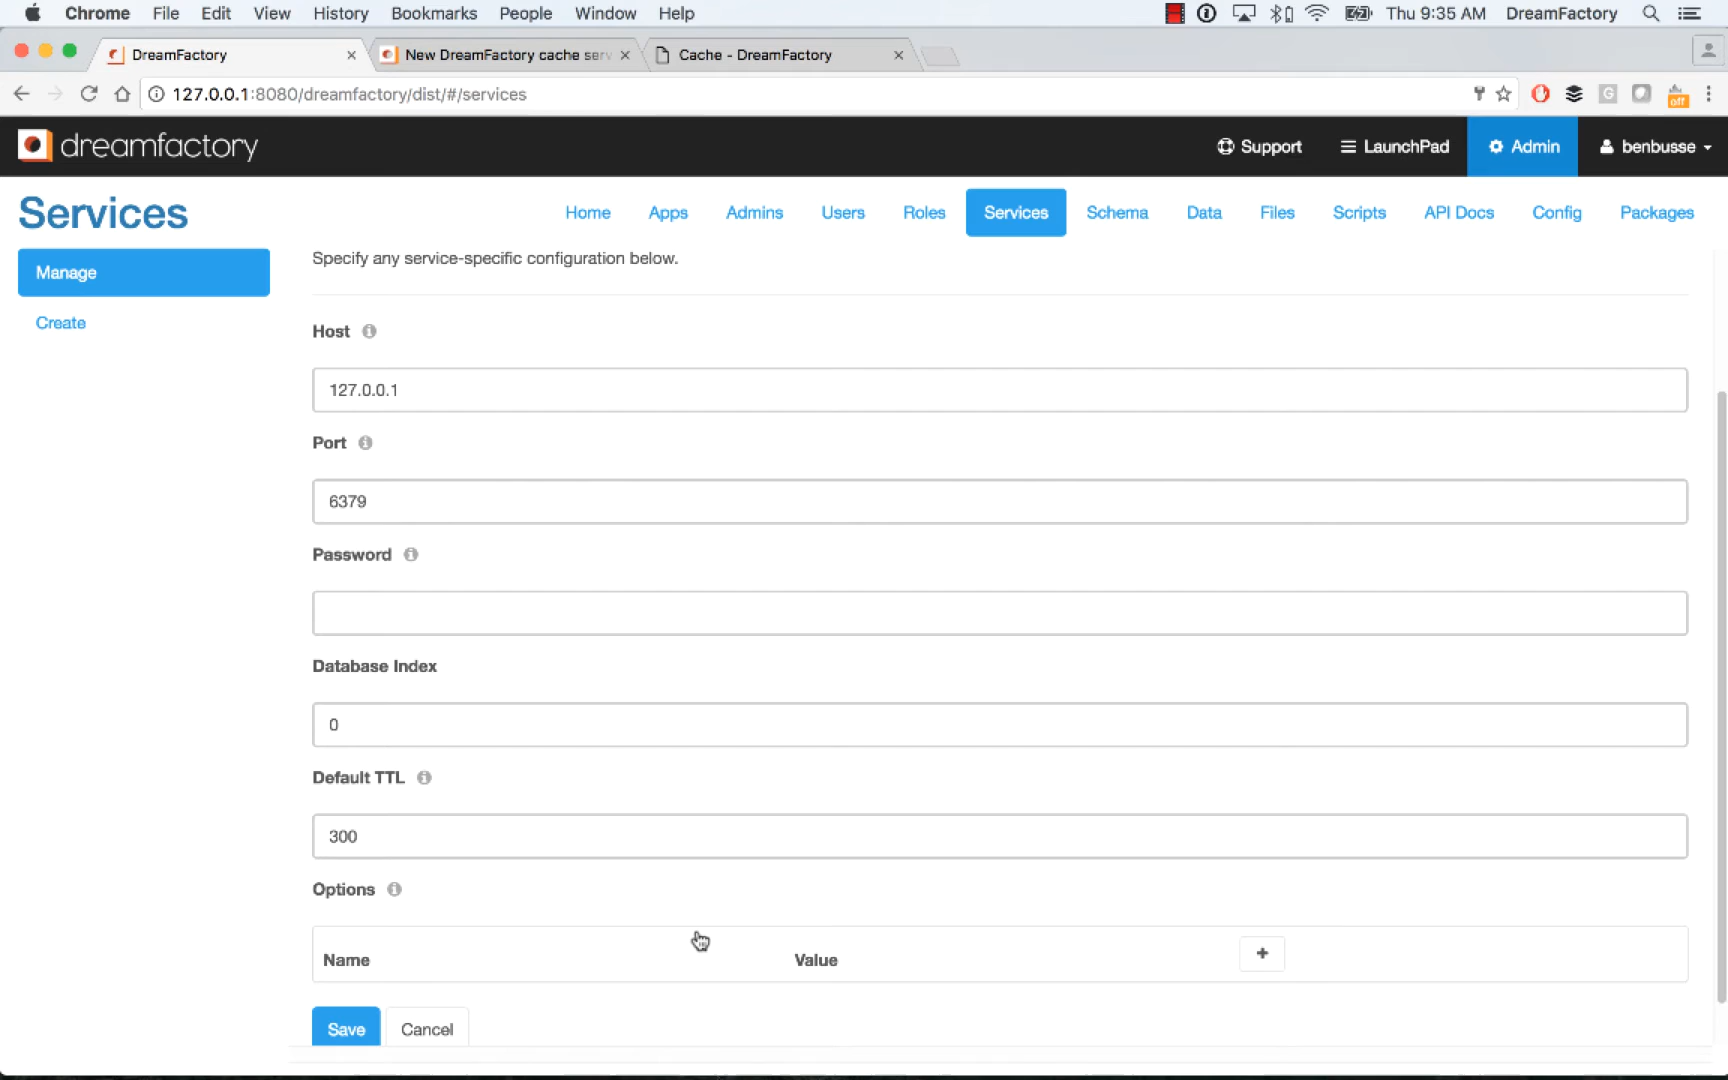 Chrome File Edit View History Bookmarks People Window Help Thu 9:35 AM DreamFactory
DreamFactory New DreamFactory cache serv Cache - DreamFactory
127.0.0.1:8080/dreamfactory/dist/#/services
off
dreamfactory Support LaunchPad Admin benbusse
Services Home Apps Admins Users Roles Services Schema Data Files Scripts API Docs Config Packages
Manage
Create
Specify any service-specific configuration below.
Host
127.0.0.1
Port
6379
Password
Database Index
0
Default TTL
300
Options
Name Value +
Save Cancel